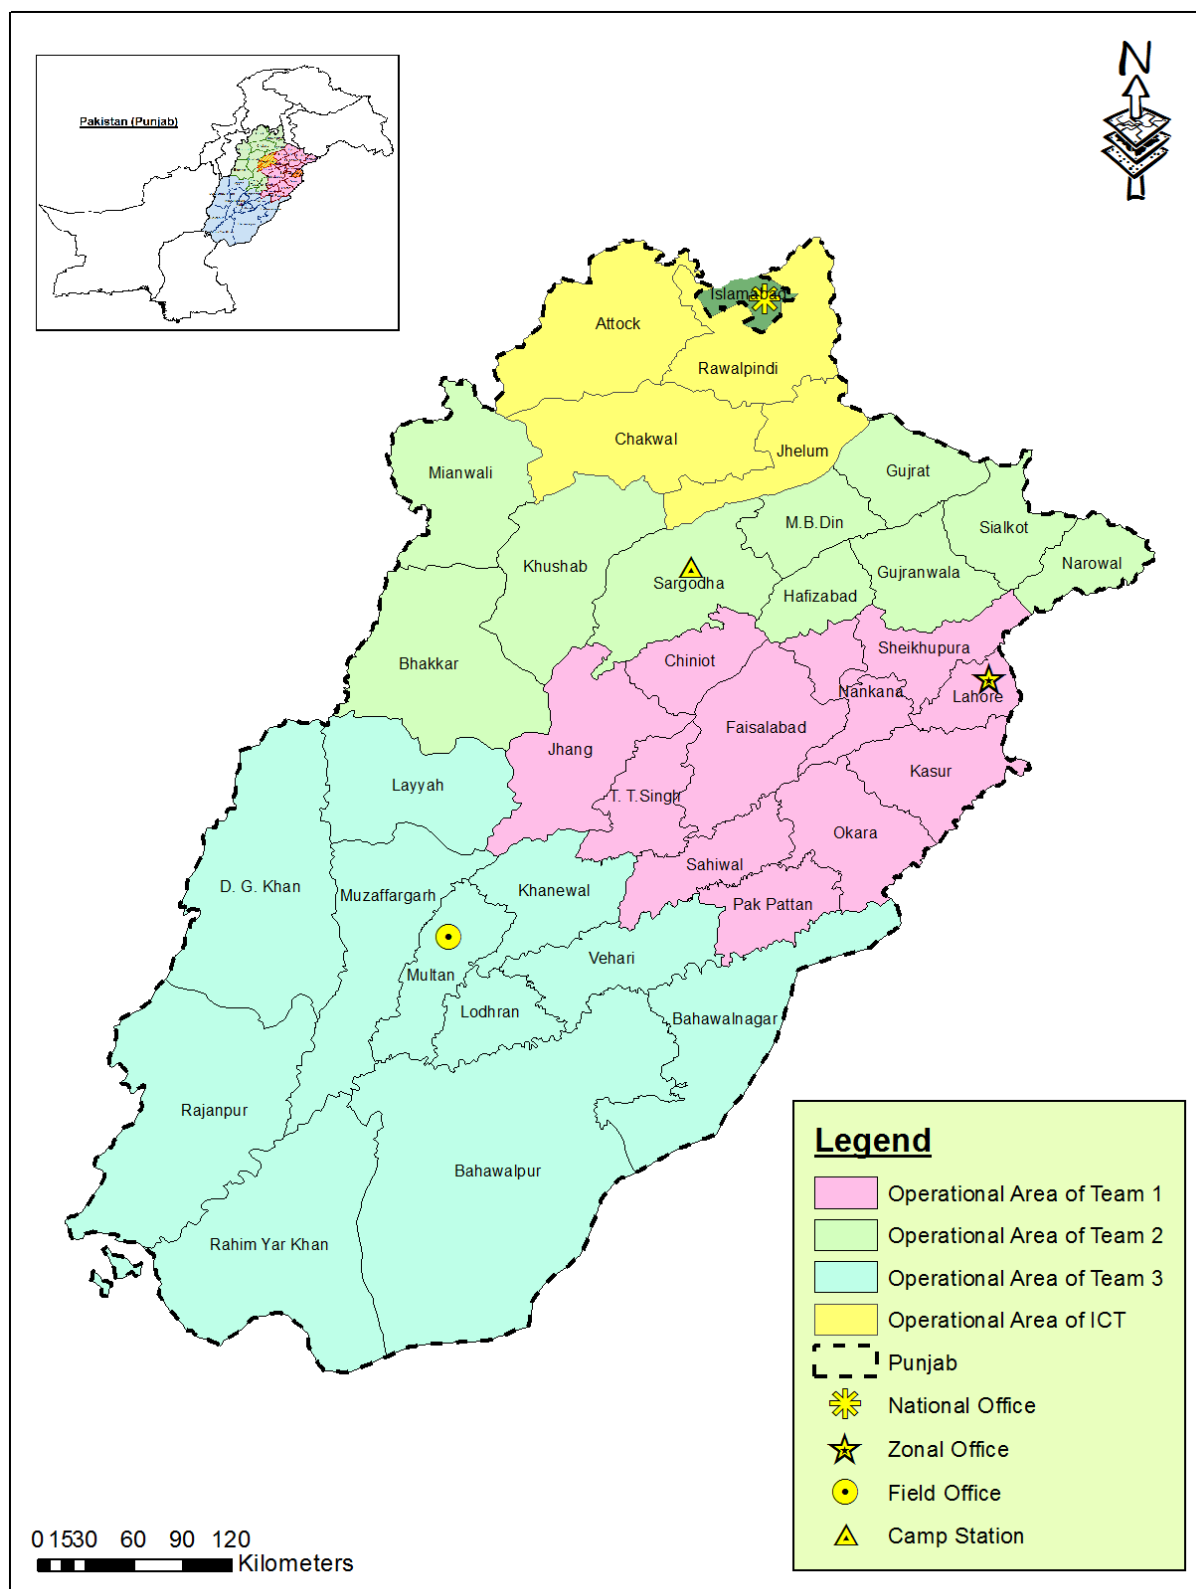 Pakistan (Punjab)
N
Islamabad
Attock
Rawalpindi
Chakwal
Jhelum
Mianwali
Gujrat
M.B.Din
Sialkot
Khushab
Sargodha
Hafizabad
Gujranwala
Narowal
Bhakkar
Chiniot
Sheikhupura
Nankana
Lahore
Jhang
Faisalabad
Kasur
Layyah
T. T.Singh
Okara
Sahiwal
D. G. Khan
Muzaffargarh
Khanewal
Pak Pattan
Vehari
Multan
Lodhran
Bahawalnagar
Rajanpur
Bahawalpur
Rahim Yar Khan
Legend
Operational Area of Team 1
Operational Area of Team 2
Operational Area of Team 3
Operational Area of ICT
Punjab
National Office
Zonal Office
Field Office
Camp Station
0 1530 60 90 120
Kilometers